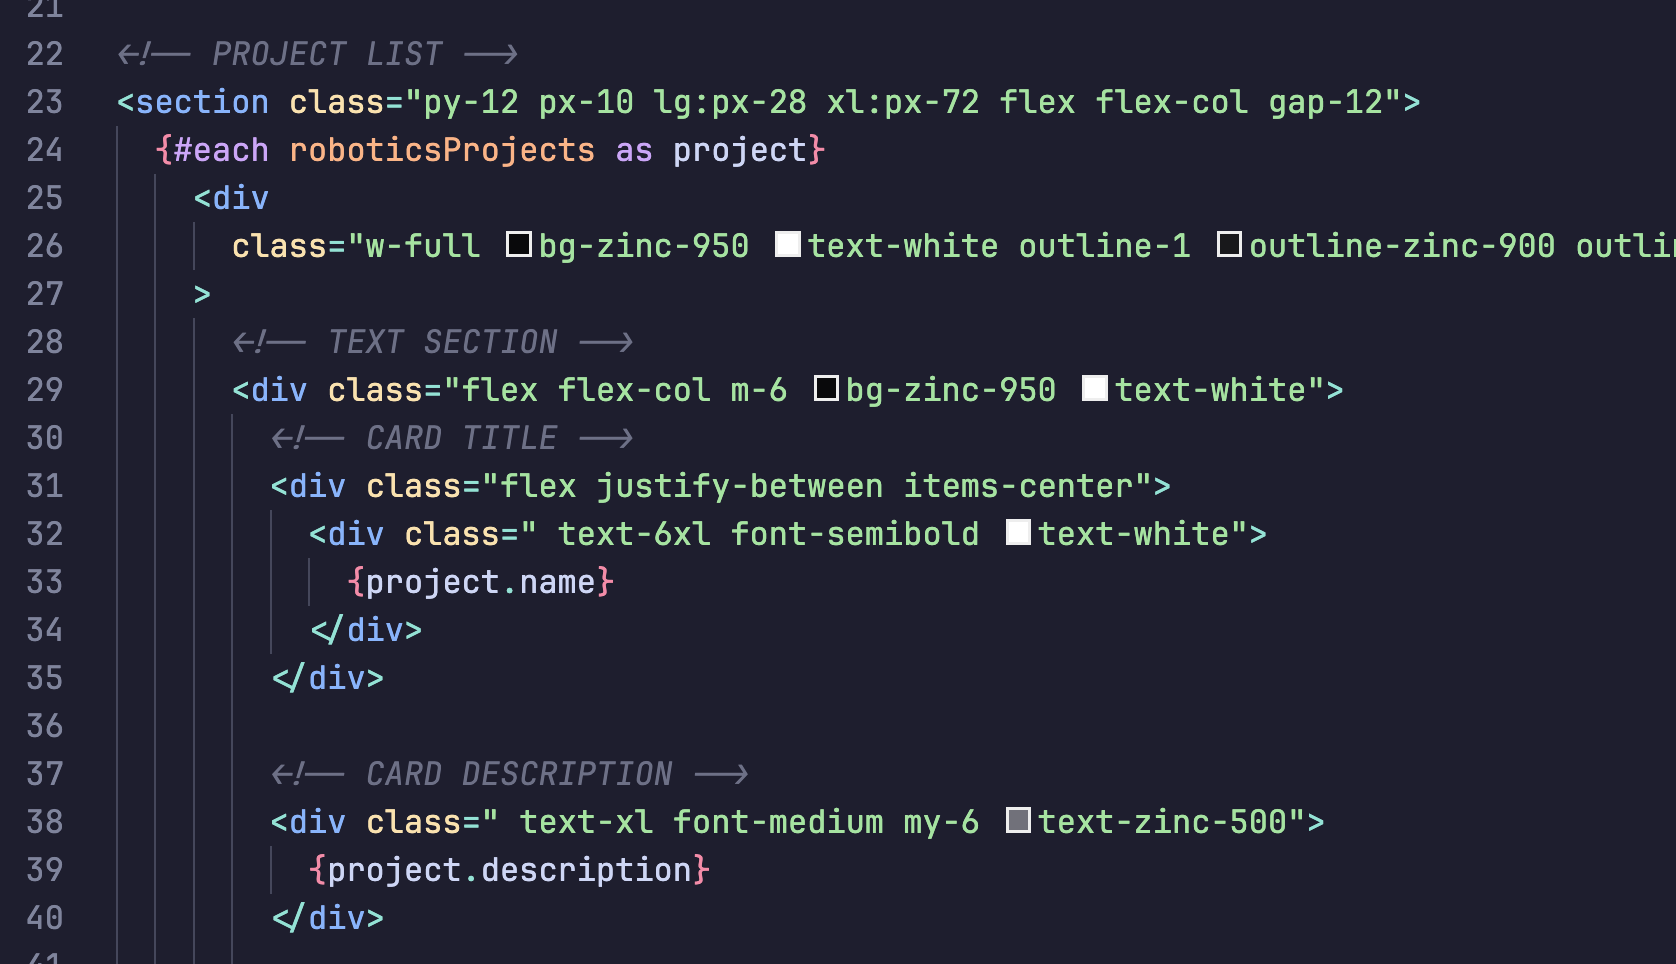 21
22 <!-- PROJECT LIST -->
23 <section class="py-12 px-10 lg:px-28 xl:px-72 flex flex-col gap-12">
24 {#each roboticsProjects as project}
25 <div
26 class="w-full bg-zinc-950 text-white outline-1 outline-zinc-900
27 >
28 <!-- TEXT SECTION -->
29 <div class="flex flex-col m-6 bg-zinc-950 text-white">
30 <!-- CARD TITLE -->
31 <div class="flex justify-between items-center">
32 <div class=" text-6xl font-semibold text-white">
33 {project.name}
34 </div>
35 </div>
36
37 <!-- CARD DESCRIPTION -->
38 <div class=" text-xl font-medium my-6 text-zinc-500">
39 {project.description}
40 </div>
41